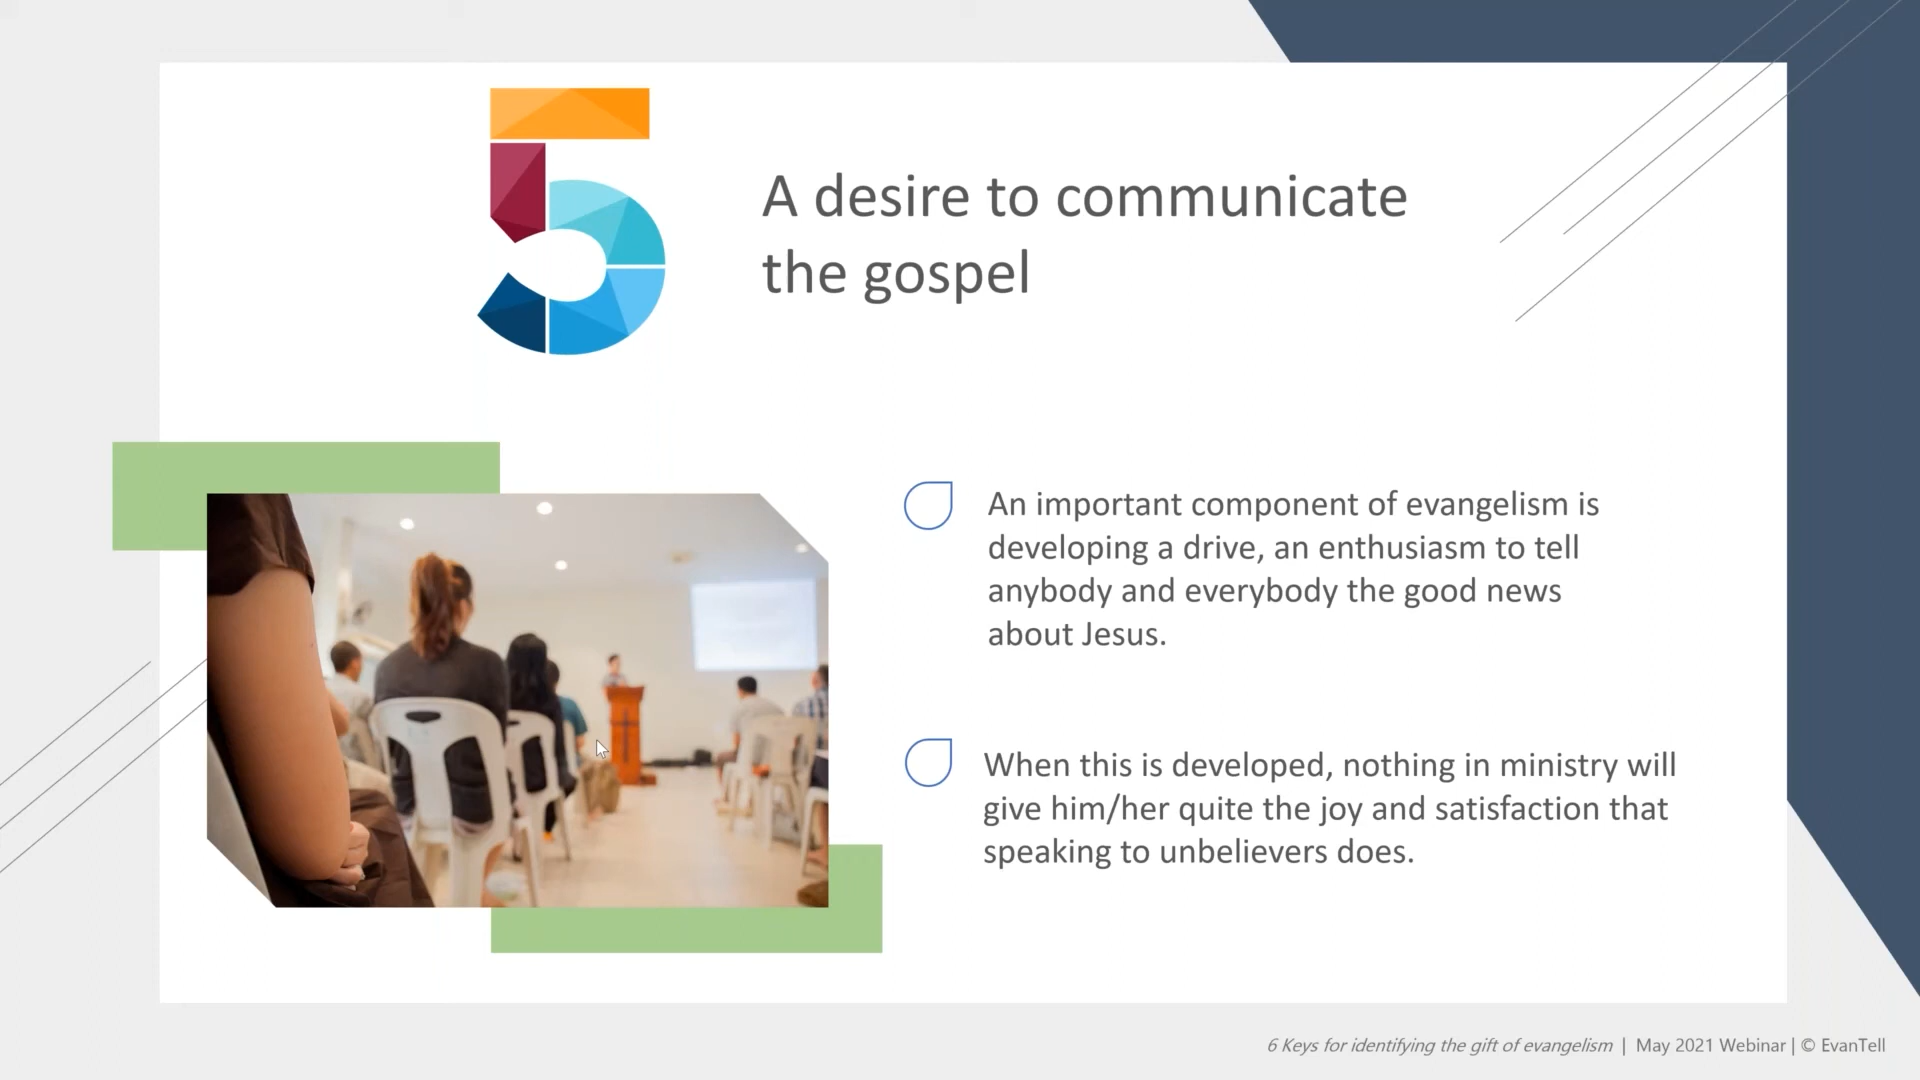 5
A desire to communicate
the gospel
An important component of evangelism is
developing a drive, an enthusiasm to tell
anybody and everybody the good news
about Jesus.
When this is developed, nothing in ministry will
give him/her quite the joy and satisfaction that
speaking to unbelievers does.
6 Keys for identifying the gift of evangelism | May 2021 Webinar | © EvanTell